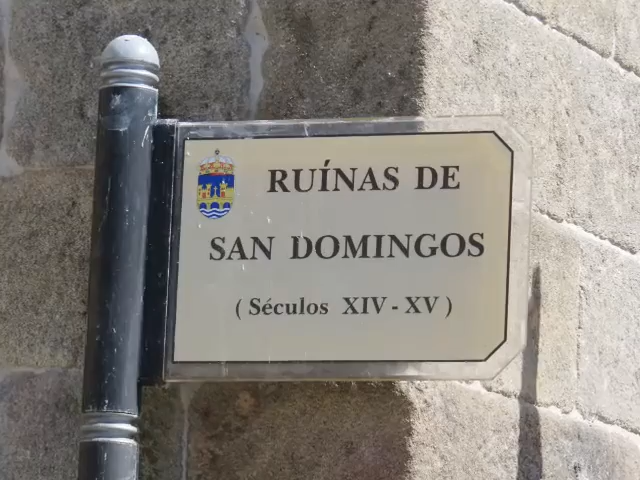 RUÍNAS DE
SAN DOMINGOS
( Séculos XIV - XV )